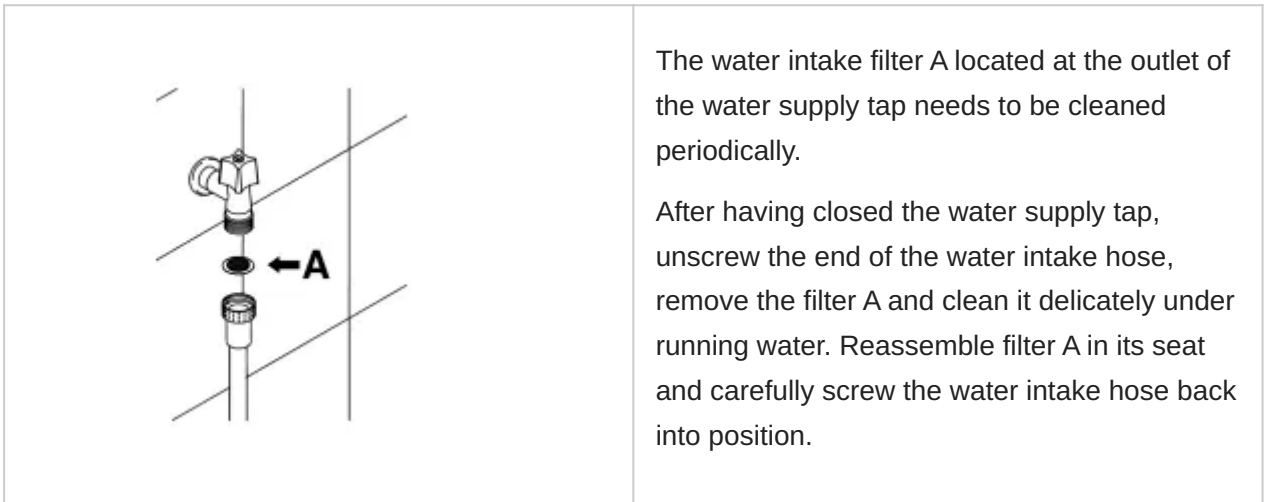 A
The water intake filter A located at the outlet of
the water supply tap needs to be cleaned
periodically.
After having closed the water supply tap,
unscrew the end of the water intake hose,
remove the filter A and clean it delicately under
running water. Reassemble filter A in its seat
and carefully screw the water intake hose back
into position.